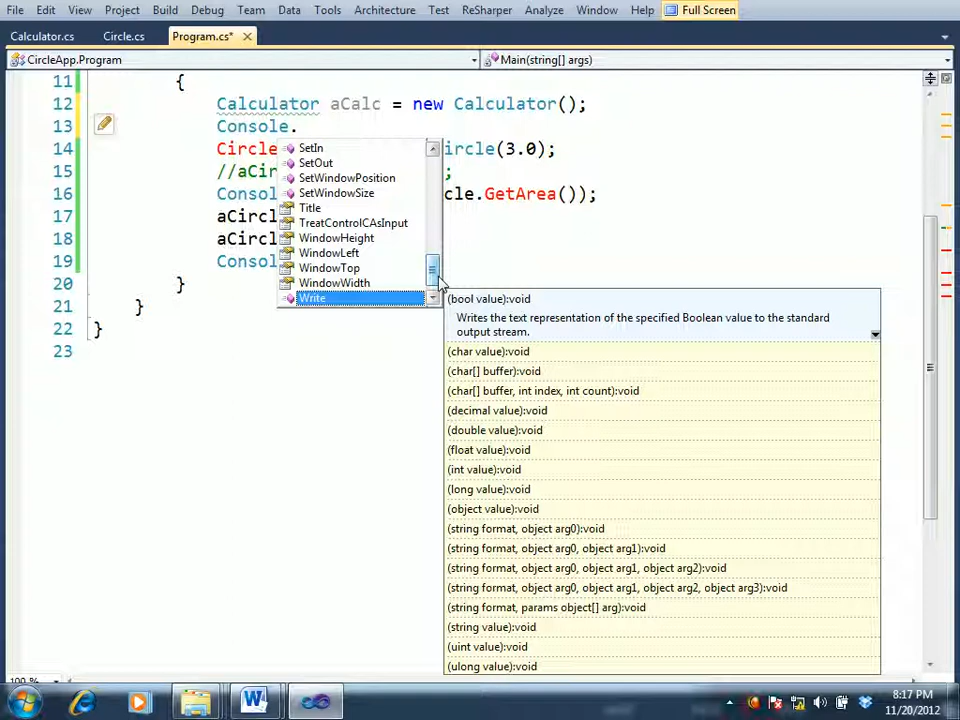 File Edit View Project Build Debug Team Data Tools Architecture Test ReSharper Analyze Window Help Full Screen
Calculator.cs Circle.cs Program.cs*
CircleApp.Program Main(string[] args)
11 {
12 Calculator aCalc = new Calculator();
13 Console.
14 Circle ircle(3.0);
15 //aCir ;
16 Consol cle.GetArea());
17 aCircl
18 aCircl
19 Consol
20 }
21 }
22 }
23
SetIn
SetOut
SetWindowPosition
SetWindowSize
Title
TreatControlCAsInput
WindowHeight
WindowLeft
WindowTop
WindowWidth
Write
(bool value):void
Writes the text representation of the specified Boolean value to the standard
output stream.
(char value):void
(char[] buffer):void
(char[] buffer, int index, int count):void
(decimal value):void
(double value):void
(float value):void
(int value):void
(long value):void
(object value):void
(string format, object arg0):void
(string format, object arg0, object arg1):void
(string format, object arg0, object arg1, object arg2):void
(string format, object arg0, object arg1, object arg2, object arg3):void
(string format, params object[] arg):void
(string value):void
(uint value):void
(ulong value):void
100 %
8:17 PM
11/20/2012